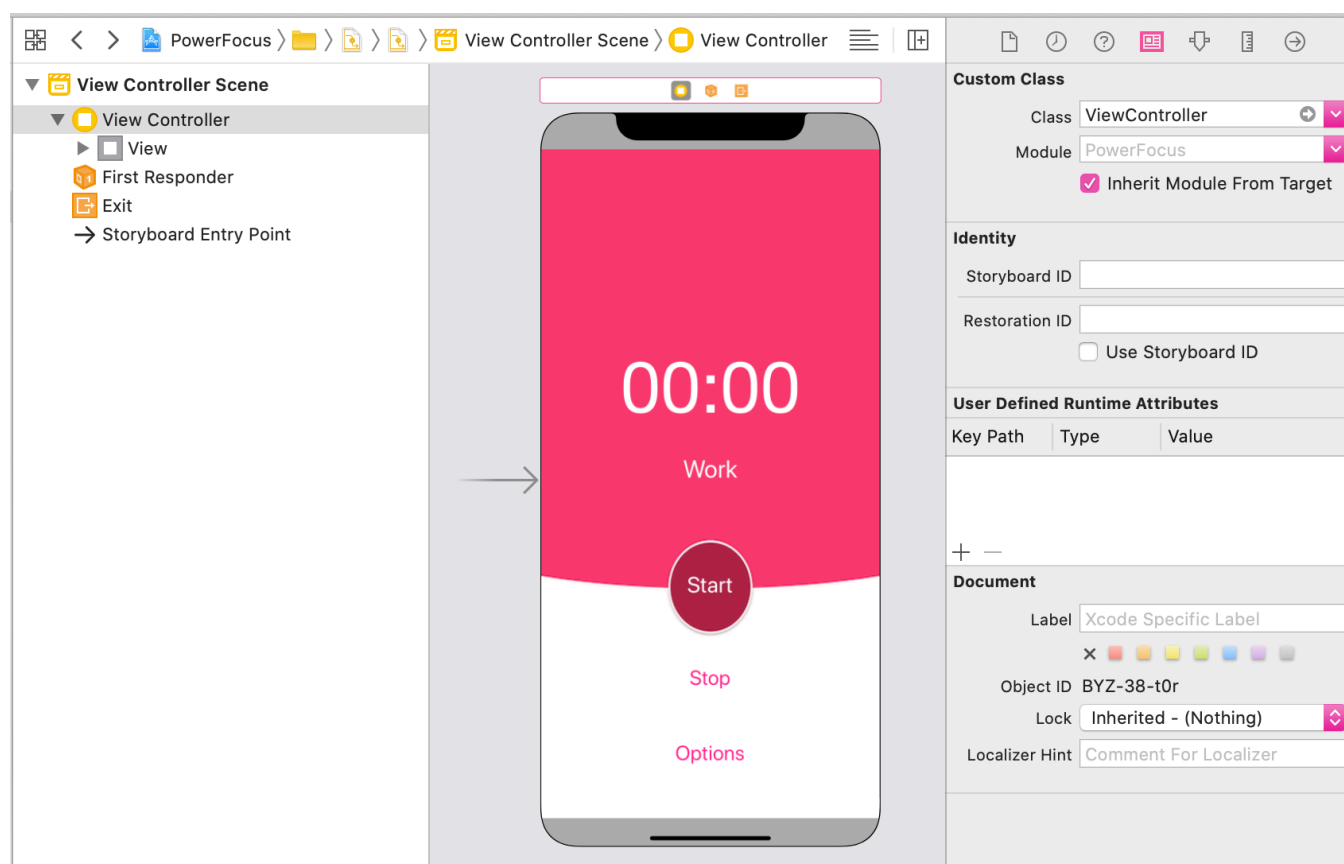 PowerFocus
View Controller Scene
View Controller
View Controller Scene
View Controller
View
First Responder
Exit
Storyboard Entry Point
00:00
Work
Start
Stop
Options
Custom Class
Class ViewController
Module PowerFocus
Inherit Module From Target
Identity
Storyboard ID
Restoration ID
Use Storyboard ID
User Defined Runtime Attributes
Key Path Type Value
Document
Label Xcode Specific Label
Object ID BYZ-38-t0r
Lock Inherited - (Nothing)
Localizer Hint Comment For Localizer